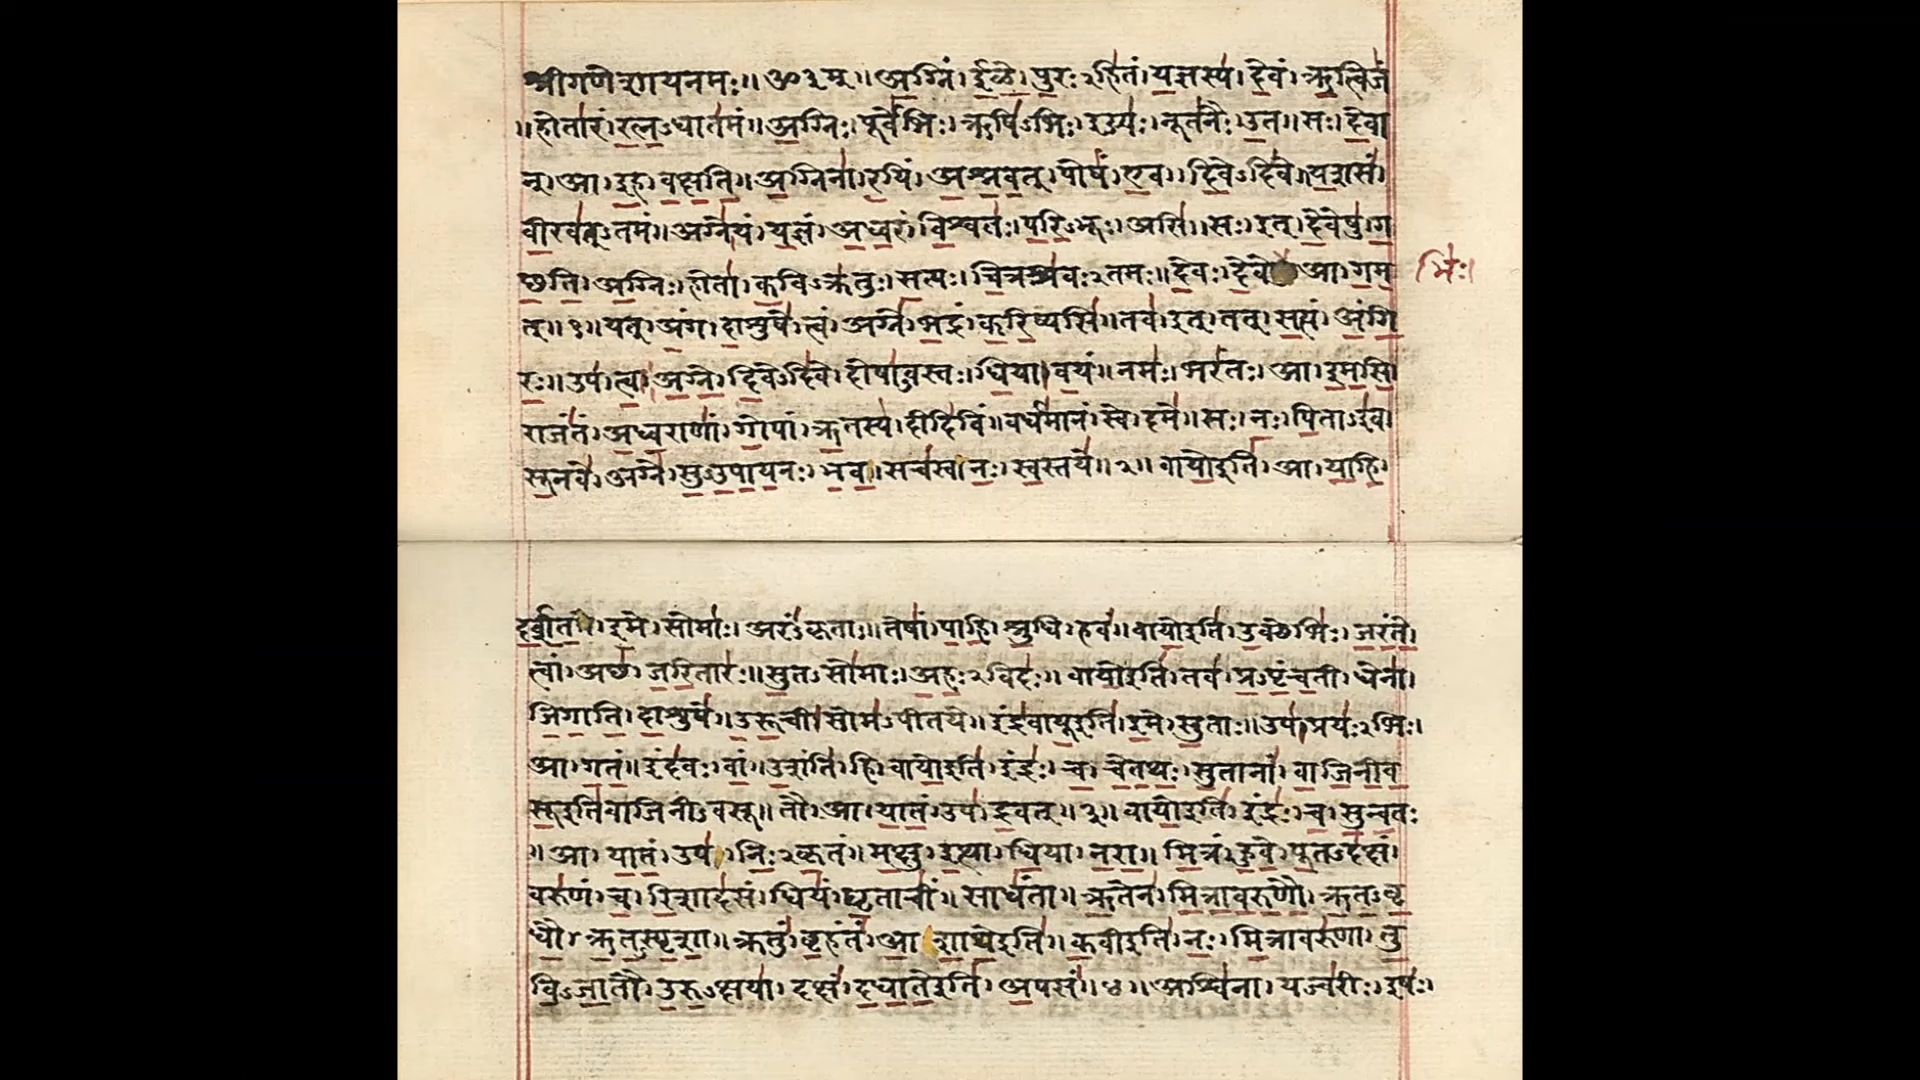 श्रीगणेशायनमः॥ॐ३म्॥अग्निं। ईळे। पुरःऽहितं। यज्ञस्य। देवं। ऋत्विजं
॥होतारं। रत्नऽधातमं॥अग्निः। पूर्वेभिः। ऋषिऽभिः। ईड्यः। नूतनैः। उत॥सः। देवा
न्। आ। इह। वक्षति॥अग्निना। रयिं। अश्नवत्। पोषं। एव। दिवेऽदिवे॥यशसं।
वीरवत्ऽतमं॥अग्ने। यं। यज्ञं। अध्वरं। विश्वतः। परिऽभूः। असि॥सः। इत्। देवेषु। ग
छति। अग्निः। होता। कविऽक्रतुः। सत्यः। चित्रश्रवःऽतमः॥देवः। देवे आ। गम भिः।
त्॥१॥यत्। अंग। दाशुषे। त्वं। अग्ने। भद्रं। करिष्यसि॥तव। इत्। तत्। सत्यं। अंगि
रः॥उप। त्वा। अग्ने। दिवेऽदिवे। दोषाऽवस्तः। धिया। वयं॥नमः। भरंतः। आ। इमसि
राजंतं। अध्वराणां। गोपां। ऋतस्य। दीदिविं॥वर्धमानं। स्वे। दमे॥सः। नः। पिताऽइव।
सूनवे। अग्ने। सुऽउपायनः। भव॥सचस्व। नः। स्वस्तये॥२॥वायोइति। आ। याहि।
दर्शत। इमे। सोमाः। अरंऽकृताः॥तेषां। पाहि। श्रुधि। हवं॥वायोइति। उक्थेभिः। जरंते।
त्वां। अछ। जरितारः॥सुतऽसोमाः। अहःऽविदः॥वायोइति। तव। प्रऽपृंचती। धेना।
जिगाति। दाशुषे॥उरूची। सोमऽपीतये॥इंद्रवायूइति। इमे। सुताः॥उप। प्रयःऽभिः।
आ। गतं॥इंदवः। वां। उशंति। हि। वायोइति। इंद्रः। च। चेतथः। सुतानां। वाजिनीव
सूइतिवाजिनीऽवसू॥तौ। आ। यातं। उप। द्रवत्॥३॥वायोइति। इंद्रः। च। सुन्वतः
। आ। यातं। उप। निःऽकृतं॥मक्षु। इत्था। धिया। नरा॥मित्रं। हुवे। पूतऽदक्षं।
वरुणं। च। रिशादसं। धियं। घृताचीं। साधंता॥ऋतेन। मित्रावरुणौ। ऋतऽवृ
धौ। ऋतऽस्पृशा॥क्रतुं। बृहंतं। आशाथेइति॥कवीइति। नः। मित्रावरुणा। तु
विऽजातौ। उरुऽक्षया। दक्षं। दधातेइति। अपसं॥४॥अश्विना। यज्वरीः। इषः।